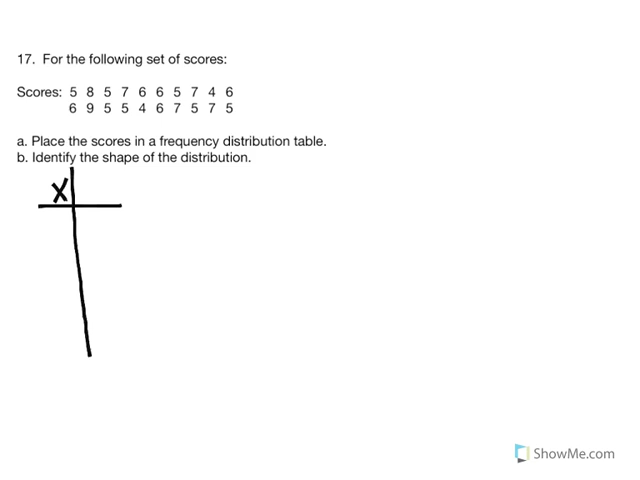 17. For the following set of scores:
Scores: 5 8 5 7 6 6 5 7 4 6
6 9 5 5 4 6 7 5 7 5
a. Place the scores in a frequency distribution table.
b. Identify the shape of the distribution.
X
ShowMe.com